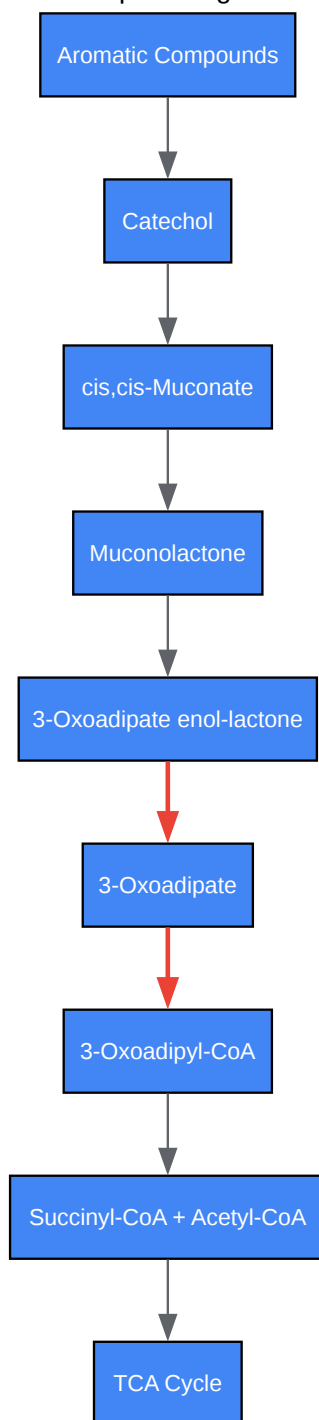 Aromatic Compounds
Catechol
cis,cis-Muconate
Muconolactone
3-Oxoadipate enol-lactone
3-Oxoadipate
3-Oxoadipyl-CoA
Succinyl-CoA + Acetyl-CoA
TCA Cycle